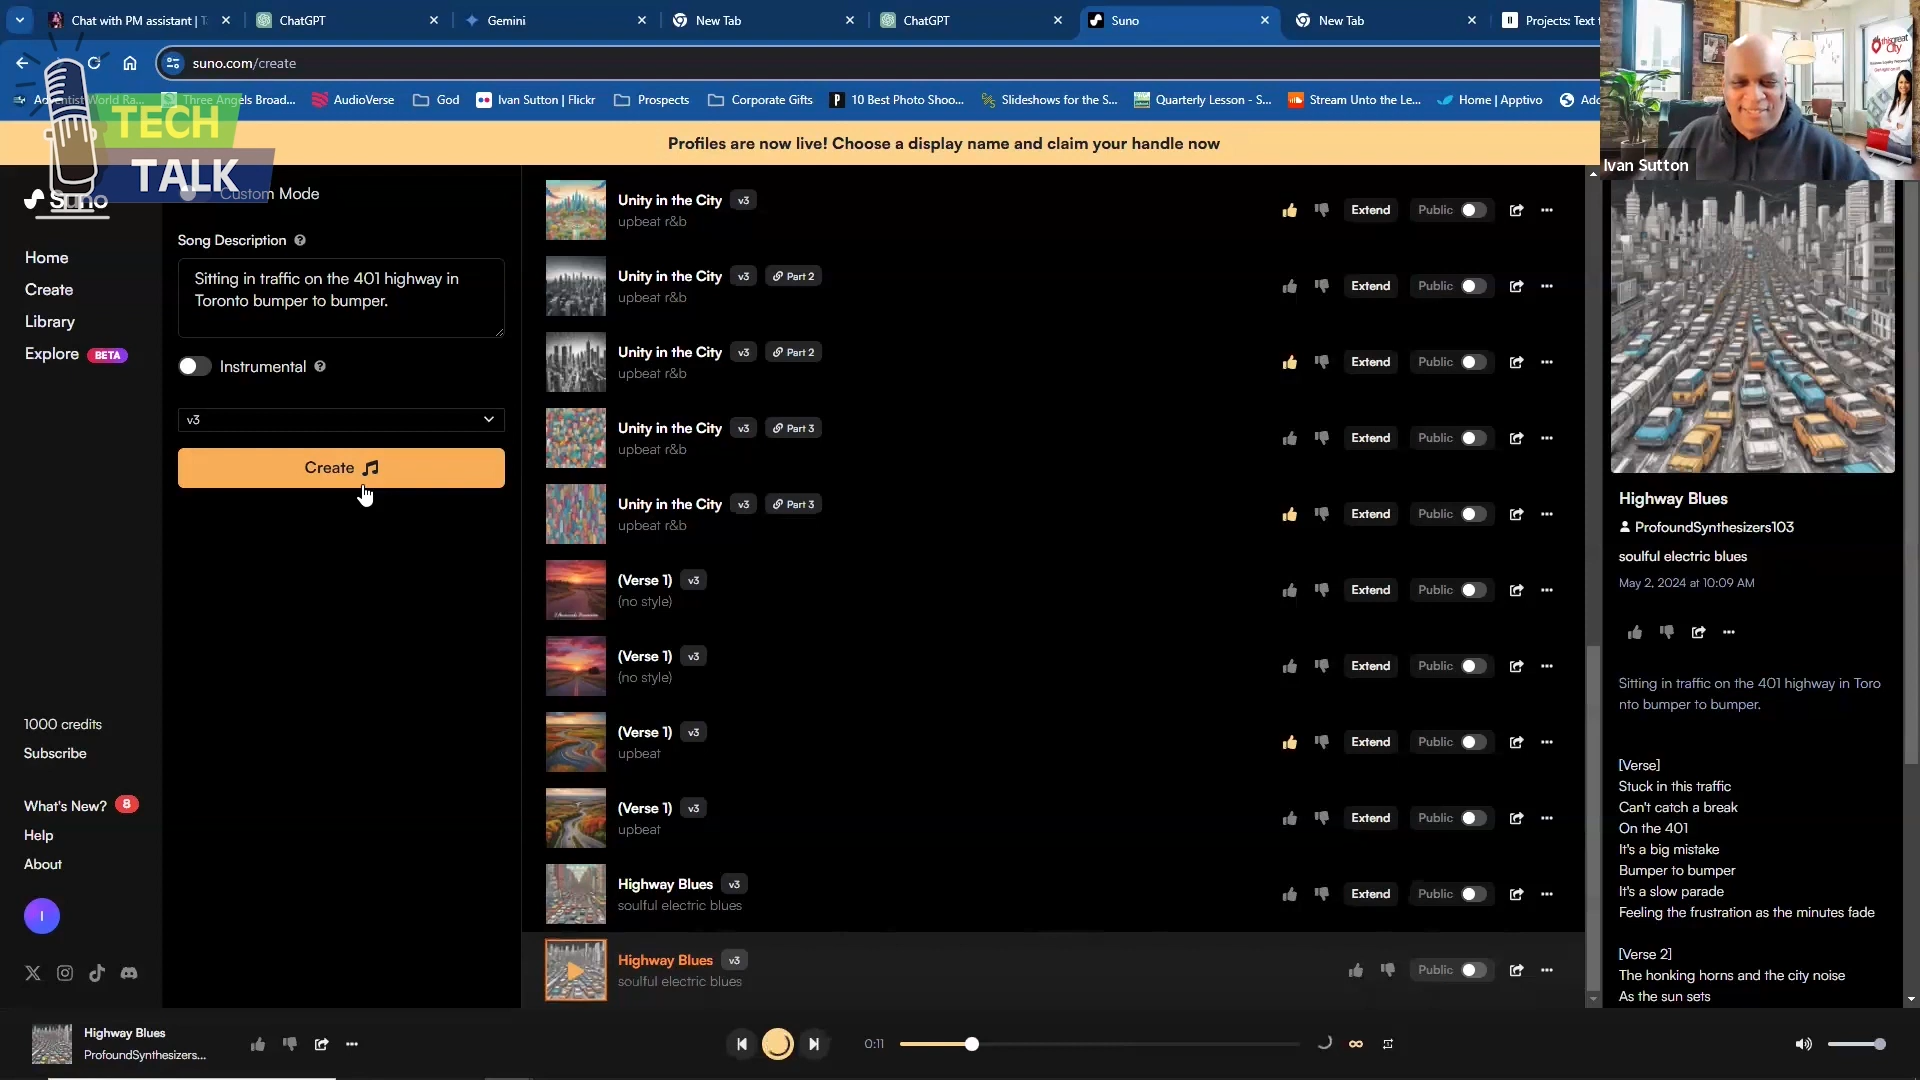 Chat with PM assistant | T
ChatGPT
Gemini
New Tab
ChatGPT
Suno
New Tab
Projects: Text t
suno.com/create
Adventist World Ra...
Three Angels Broad...
AudioVerse
God
Ivan Sutton | Flickr
Prospects
Corporate Gifts
10 Best Photo Shoo...
Slideshows for the S...
Quarterly Lesson - S...
Stream Unto the Le...
Home | Apptivo
TECH
TALK
Profiles are now live! Choose a display name and claim your handle now
Ivan Sutton
thisgreat
City
Suno
Home
Create
Library
Explore BETA
1000 credits
Subscribe
What's New? 8
Help
About
I
Custom Mode
Song Description
Sitting in traffic on the 401 highway in
Toronto bumper to bumper.
Instrumental
v3
Create
Unity in the City v3
upbeat r&b
Extend Public
Unity in the City v3 Part 2
upbeat r&b
Extend Public
Unity in the City v3 Part 2
upbeat r&b
Extend Public
Unity in the City v3 Part 3
upbeat r&b
Extend Public
Unity in the City v3 Part 3
upbeat r&b
Extend Public
(Verse 1) v3
(no style)
Extend Public
(Verse 1) v3
(no style)
Extend Public
(Verse 1) v3
upbeat
Extend Public
(Verse 1) v3
upbeat
Extend Public
Highway Blues v3
soulful electric blues
Extend Public
Highway Blues v3
soulful electric blues
Public
Highway Blues
ProfoundSynthesizers103
soulful electric blues
May 2, 2024 at 10:09 AM
Sitting in traffic on the 401 highway in Toro
nto bumper to bumper.
[Verse]
Stuck in this traffic
Can't catch a break
On the 401
It's a big mistake
Bumper to bumper
It's a slow parade
Feeling the frustration as the minutes fade
[Verse 2]
The honking horns and the city noise
As the sun sets
Highway Blues
ProfoundSynthesizers...
0:11